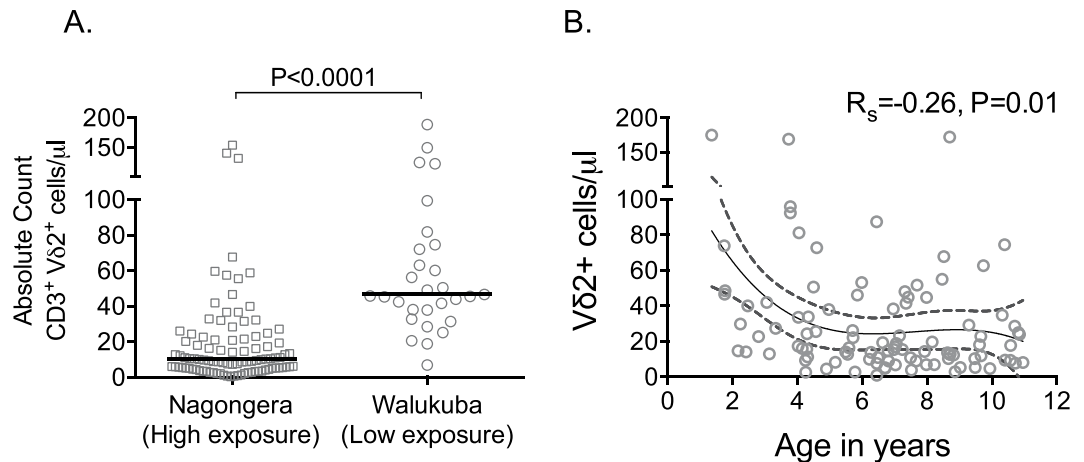 A.
P<0.0001
Absolute Count
CD3⁺ Vδ2⁺ cells/μl
200
150
100
80
60
40
20
0
Nagongera
(High exposure)
Walukuba
(Low exposure)
B.
Rₛ=-0.26, P=0.01
Vδ2+ cells/μl
200
150
100
80
60
40
20
0
0 2 4 6 8 10 12
Age in years